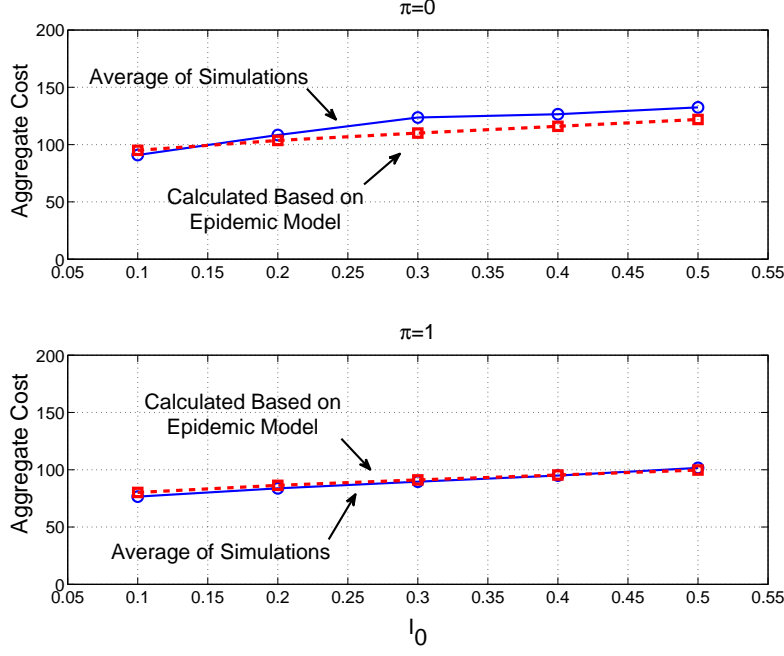 π=0
200
150
100
50
0
Aggregate Cost
Average of Simulations
Calculated Based on
Epidemic Model
0.05 0.1 0.15 0.2 0.25 0.3 0.35 0.4 0.45 0.5 0.55
π=1
200
150
100
50
0
Aggregate Cost
Calculated Based on
Epidemic Model
Average of Simulations
0.05 0.1 0.15 0.2 0.25 0.3 0.35 0.4 0.45 0.5 0.55
I₀